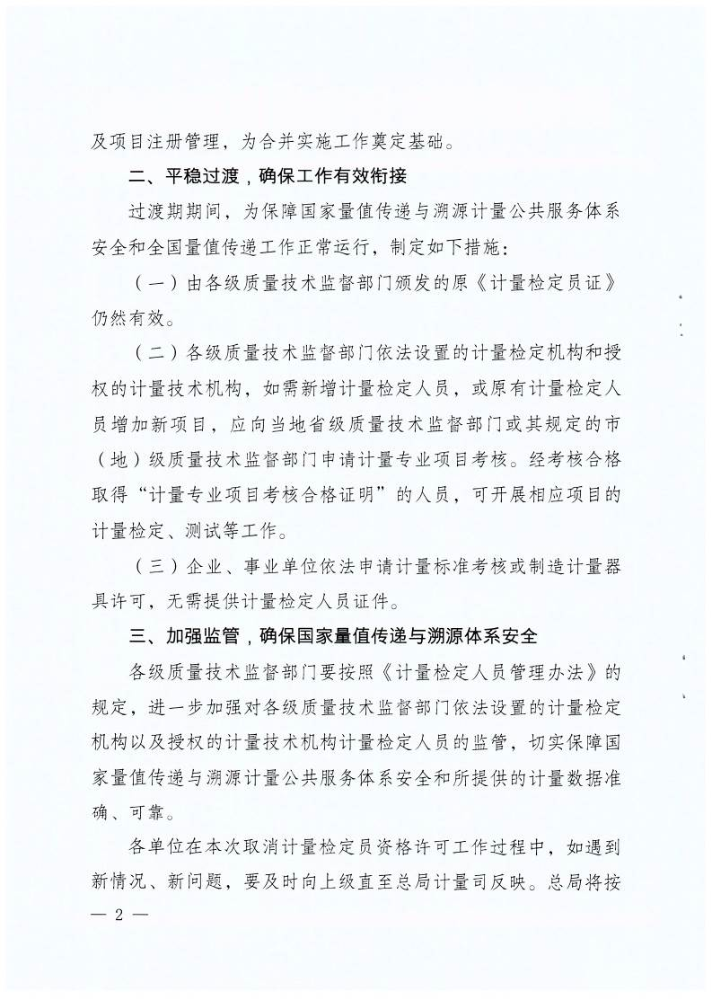 及项目注册管理，为合并实施工作奠定基础。
二、平稳过渡，确保工作有效衔接
过渡期期间，为保障国家量值传递与溯源计量公共服务体系
安全和全国量值传递工作正常运行，制定如下措施：
（一）由各级质量技术监督部门颁发的原《计量检定员证》
仍然有效。
（二）各级质量技术监督部门依法设置的计量检定机构和授
权的计量技术机构，如需新增计量检定人员，或原有计量检定人
员增加新项目，应向当地省级质量技术监督部门或其规定的市
（地）级质量技术监督部门申请计量专业项目考核。经考核合格
取得“计量专业项目考核合格证明”的人员，可开展相应项目的
计量检定、测试等工作。
（三）企业、事业单位依法申请计量标准考核或制造计量器
具许可，无需提供计量检定人员证件。
三、加强监管，确保国家量值传递与溯源体系安全
各级质量技术监督部门要按照《计量检定人员管理办法》的
规定，进一步加强对各级质量技术监督部门依法设置的计量检定
机构以及授权的计量技术机构计量检定人员的监管，切实保障国
家量值传递与溯源计量公共服务体系安全和所提供的计量数据准
确、可靠。
各单位在本次取消计量检定员资格许可工作过程中，如遇到
新情况、新问题，要及时向上级直至总局计量司反映。总局将按
— 2 —